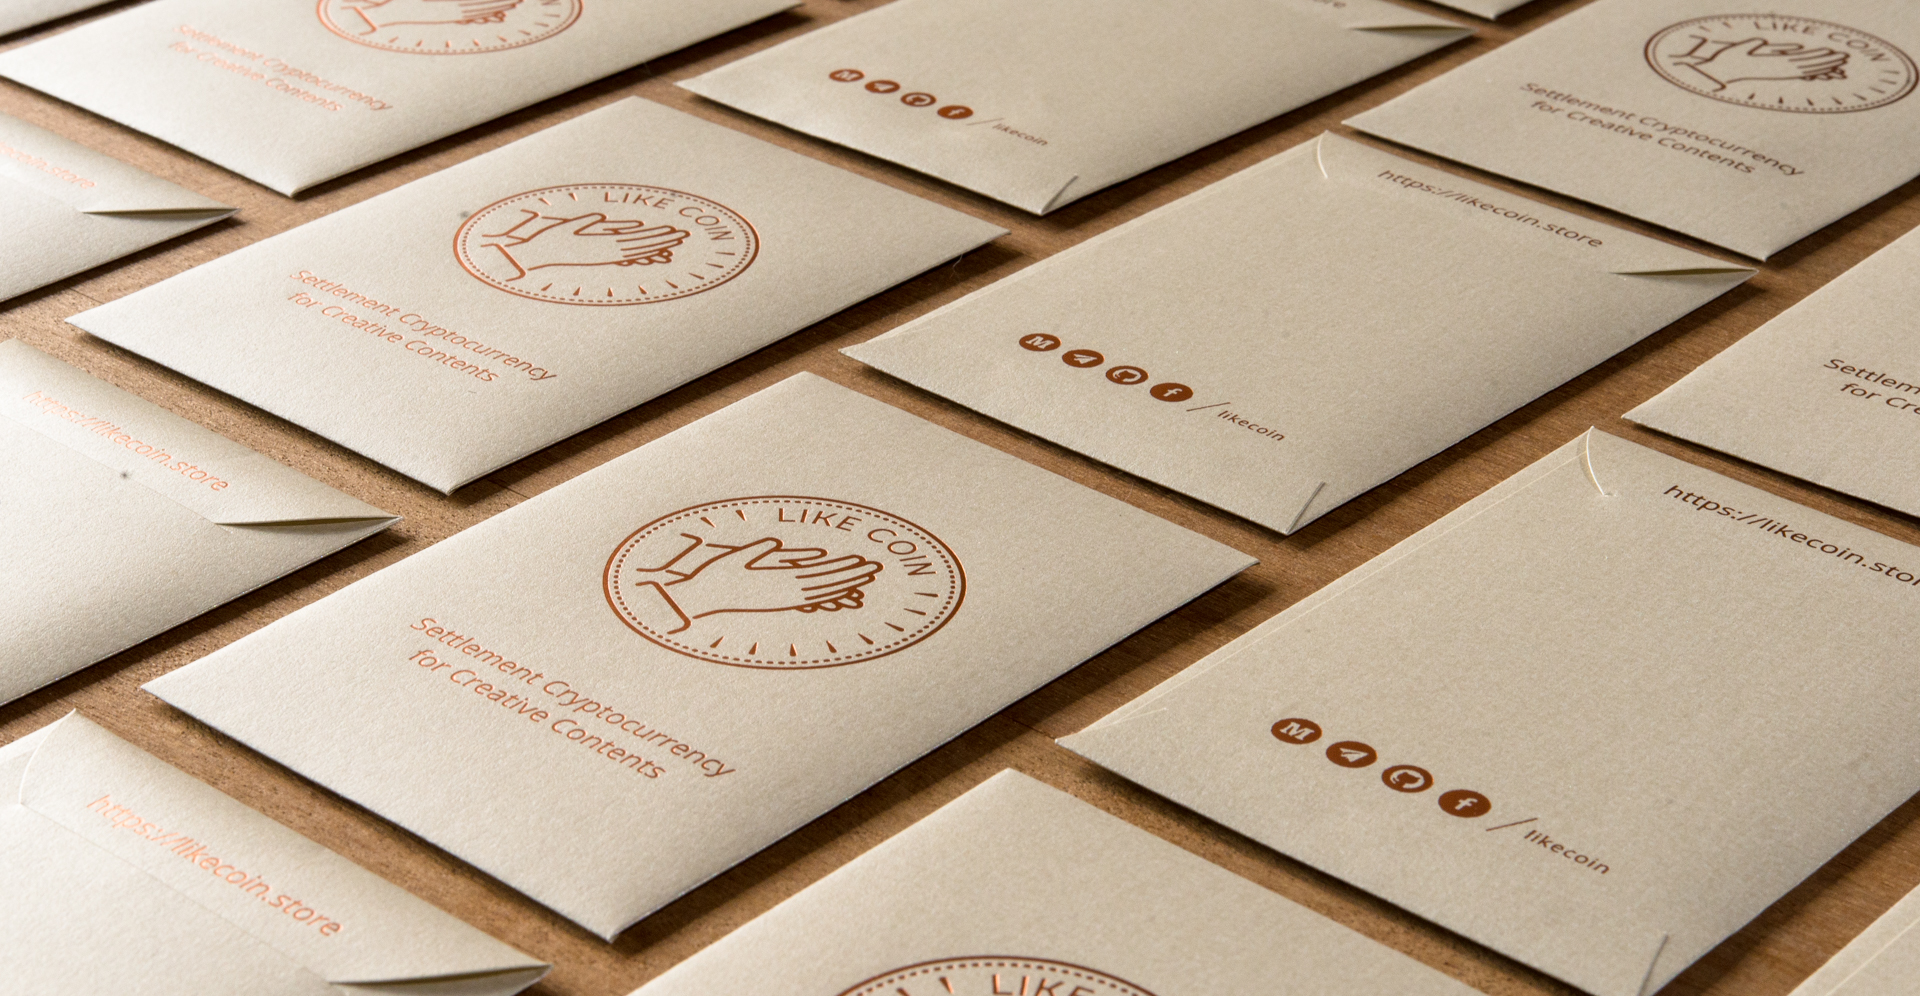 Settlement Cryptocurrency
for Creative Contents
M f / likecoin
LIKE COIN
Settlement Cryptocurrency
for Creative Contents
LIKE COIN
Settlement Cryptocurrency
for Creative Contents
https://likecoin.store
M f / likecoin
https://likecoin.store
LIKE COIN
Settlement Cryptocurrency
for Creative Contents
https://likecoin.sto
M f / likecoin
Settlem
for Cre
https://likecoin.store
LIKE